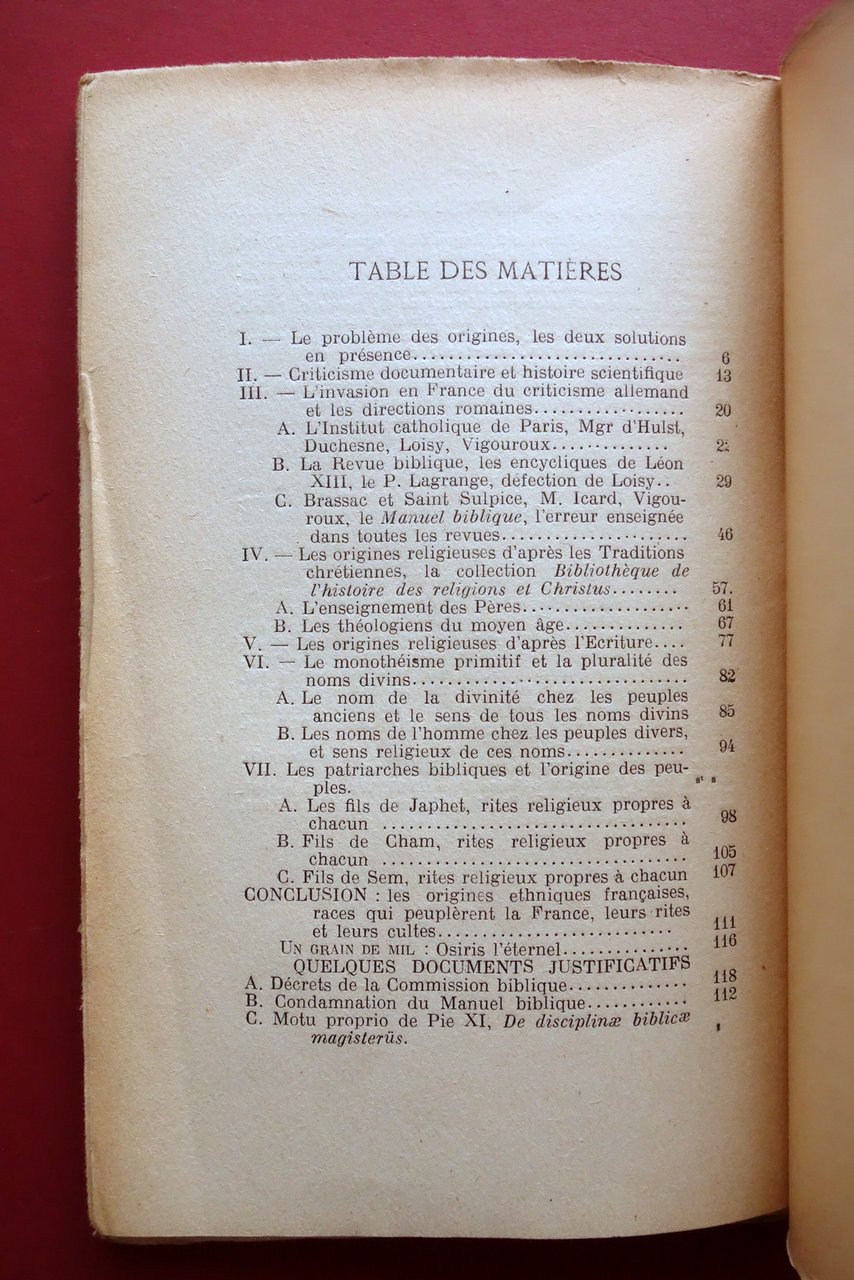 TABLE DES MATIÈRES
I. — Le problème des origines, les deux solutions
en présence.............................. 6
II. — Criticisme documentaire et histoire scientifique 13
III. — L'invasion en France du criticisme allemand
et les directions romaines................. 20
A. L'Institut catholique de Paris, Mgr d'Hulst,
Duchesne, Loisy, Vigouroux.............
B. La Revue biblique, les encycliques de Léon
XIII, le P. Lagrange, défection de Loisy.. 29
C. Brassac et Saint Sulpice, M. Icard, Vigou-
roux, le Manuel biblique, l'erreur enseignée
dans toutes les revues..................... 46
IV. — Les origines religieuses d'après les Traditions
chrétiennes, la collection Bibliothèque de
l'histoire des religions et Christus........ 57.
A. L'enseignement des Pères................... 61
B. Les théologiens du moyen âge.............. 67
V. — Les origines religieuses d'après l'Ecriture.... 77
VI. — Le monothéisme primitif et la pluralité des
noms divins............................... 82
A. Le nom de la divinité chez les peuples
anciens et le sens de tous les noms divins 85
B. Les noms de l'homme chez les peuples divers,
et sens religieux de ces noms.............. 94
VII. Les patriarches bibliques et l'origine des peu-
ples.
A. Les fils de Japhet, rites religieux propres à
chacun .................................. 98
B. Fils de Cham, rites religieux propres à
chacun .................................. 105
C. Fils de Sem, rites religieux propres à chacun 107
CONCLUSION : les origines ethniques françaises,
races qui peuplèrent la France, leurs rites
et leurs cultes........................... 111
UN GRAIN DE MIL : Osiris l'éternel............... 116
QUELQUES DOCUMENTS JUSTIFICATIFS
A. Décrets de la Commission biblique.............. 118
B. Condamnation du Manuel biblique............ 112
C. Motu proprio de Pie XI, De disciplinæ biblicæ
magisteriis.